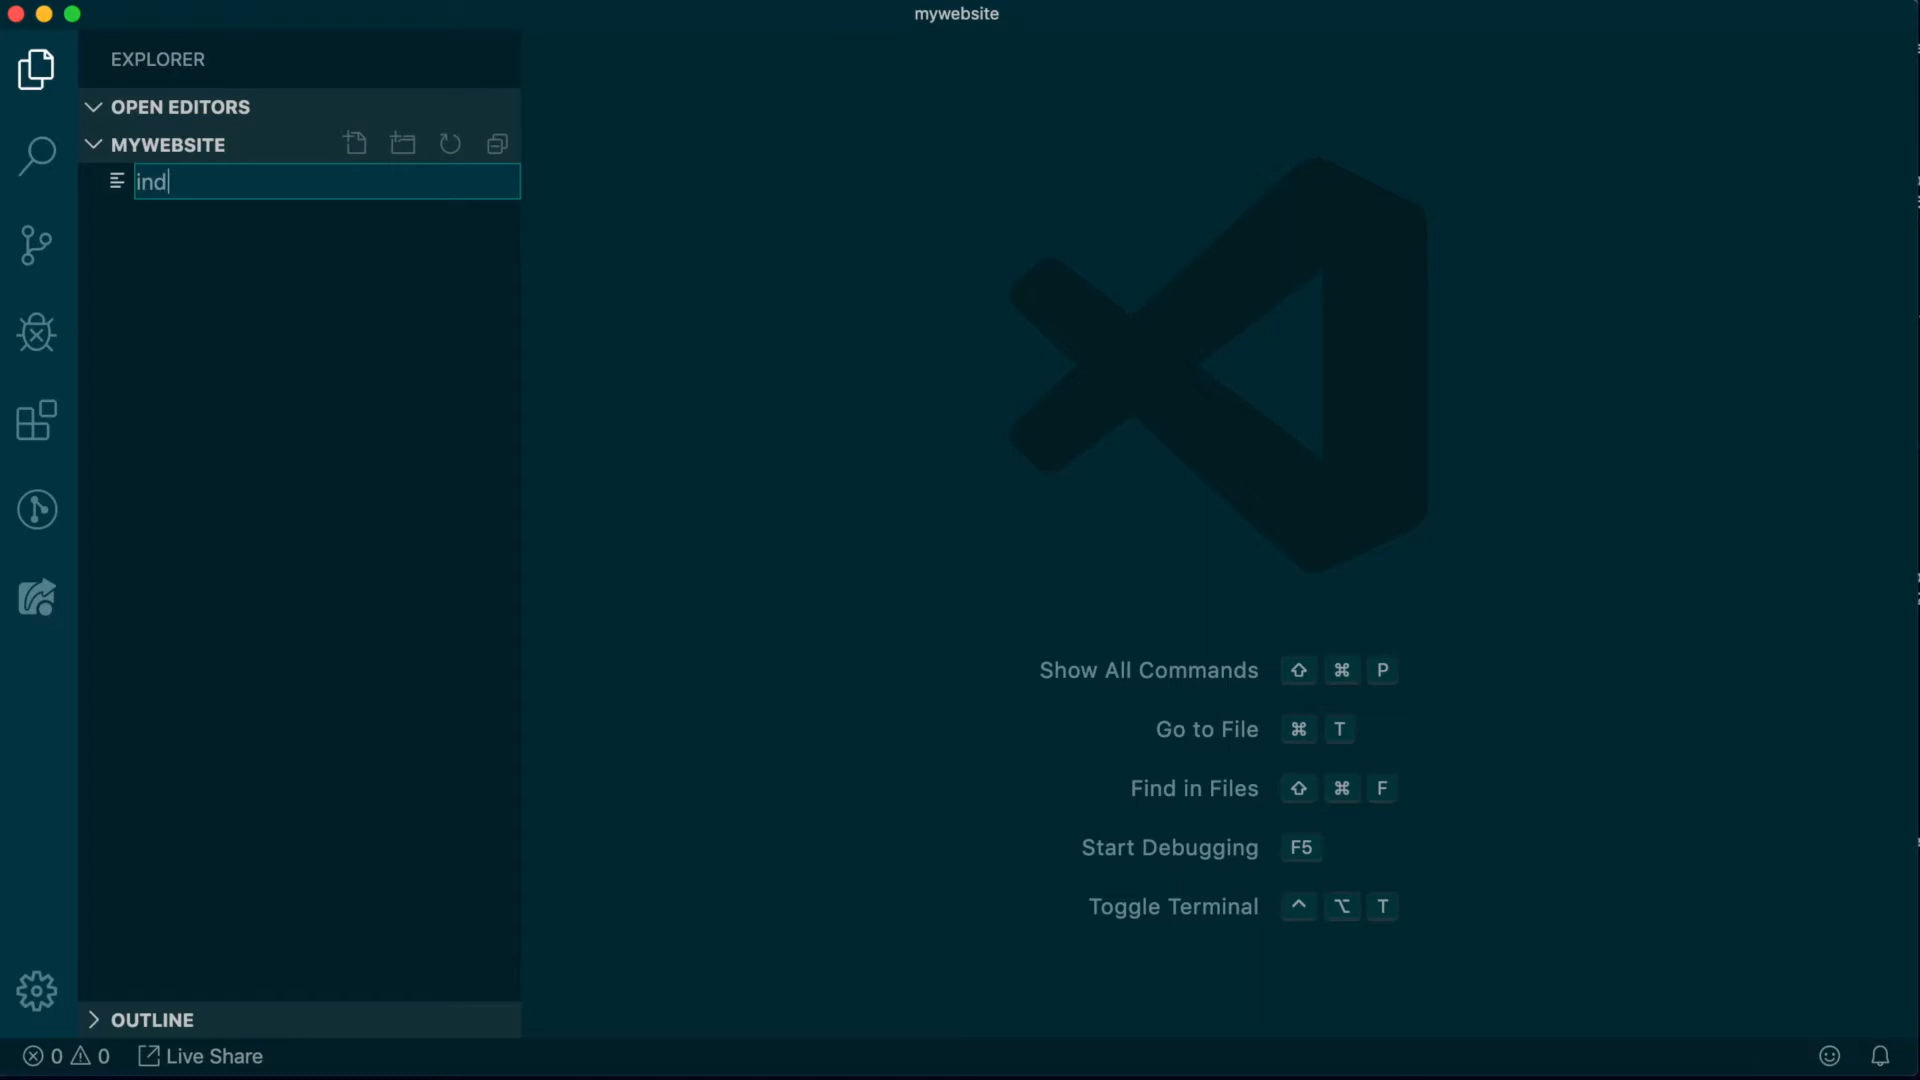 mywebsite
EXPLORER
OPEN EDITORS
MYWEBSITE
ind
Show All Commands ⇧ ⌘ P
Go to File ⌘ T
Find in Files ⇧ ⌘ F
Start Debugging F5
Toggle Terminal ^ ⌥ T
OUTLINE
0 0 Live Share